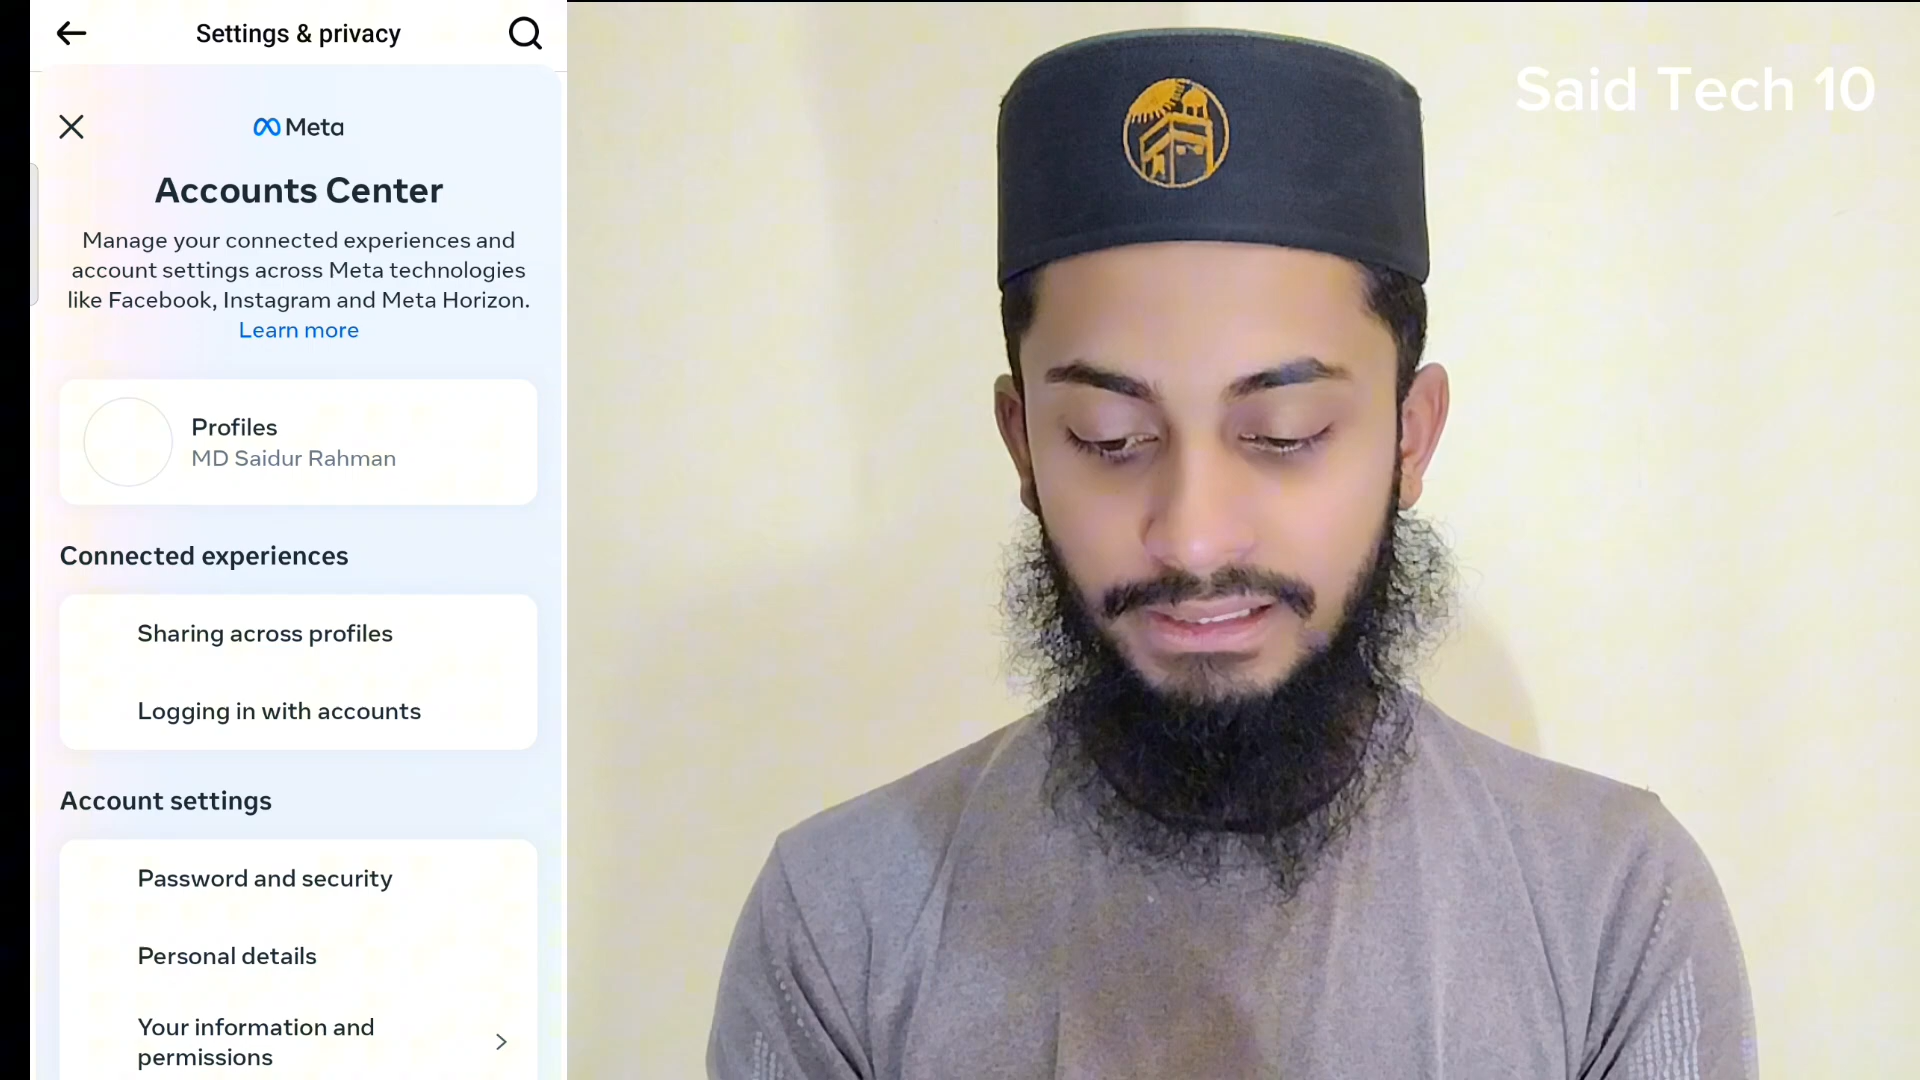 Settings & privacy
Meta
Accounts Center
Manage your connected experiences and
account settings across Meta technologies
like Facebook, Instagram and Meta Horizon.
Learn more
Profiles
MD Saidur Rahman
Connected experiences
Sharing across profiles
Logging in with accounts
Account settings
Password and security
Personal details
Your information and
permissions
Said Tech 10